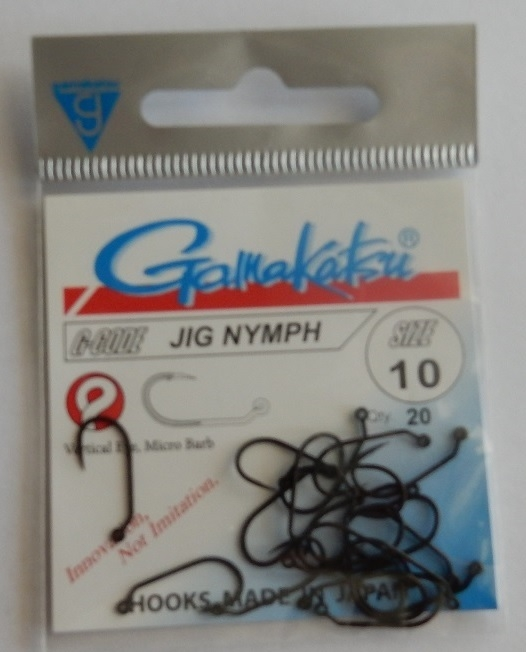 Gamakatsu®
G-CODE JIG NYMPH
SIZE
10
Qty. 20
Vertical Eye, Micro Barb
Innovation,
Not Imitation.
HOOKS MADE IN JAPAN